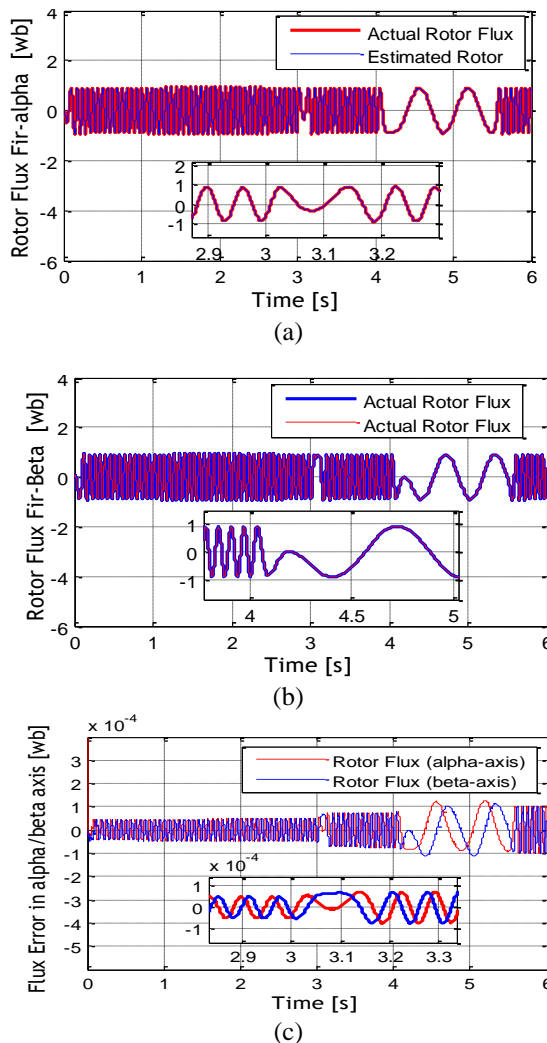 4
2
0
-2
-4
-6
Rotor Flux Fir-alpha [wb]
Actual Rotor Flux
Estimated Rotor
2
1
0
-1
2.9 3 3.1 3.2
0 1 2 3 4 5 6
Time [s]
(a)
4
2
0
-2
-4
-6
Rotor Flux Fir-Beta [wb]
Actual Rotor Flux
Actual Rotor Flux
1
0
-1
4 4.5 5
0 1 2 3 4 5 6
Time [s]
(b)
x 10-4
3
2
1
0
-1
-2
-3
-4
-5
Flux Error in alpha/beta axis [wb]
Rotor Flux (alpha-axis)
Rotor Flux (beta-axis)
x 10-4
1
0
-1
2.9 3 3.1 3.2 3.3
0 1 2 3 4 5 6
Time [s]
(c)